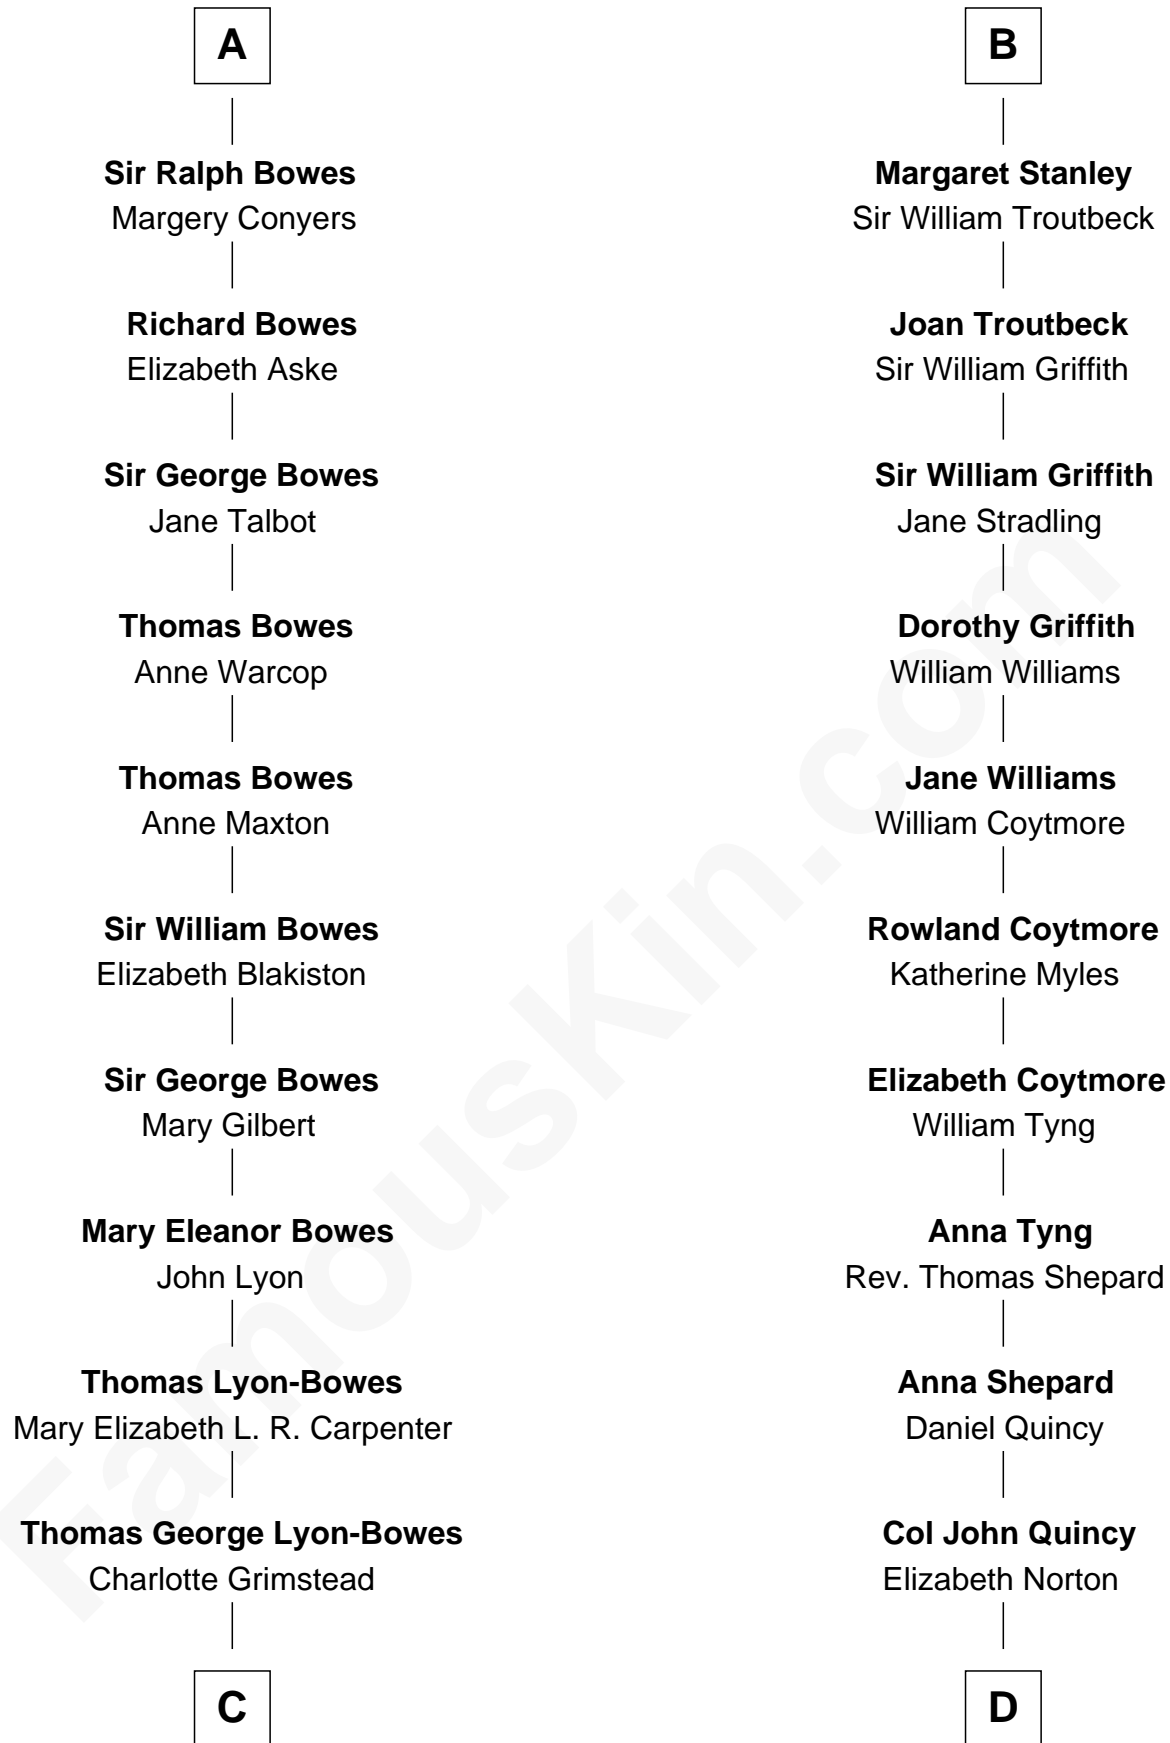 A
Sir Ralph Bowes
Margery Conyers
Richard Bowes
Elizabeth Aske
Sir George Bowes
Jane Talbot
Thomas Bowes
Anne Warcop
Thomas Bowes
Anne Maxton
Sir William Bowes
Elizabeth Blakiston
Sir George Bowes
Mary Gilbert
Mary Eleanor Bowes
John Lyon
Thomas Lyon-Bowes
Mary Elizabeth L. R. Carpenter
Thomas George Lyon-Bowes
Charlotte Grimstead
C
B
Margaret Stanley
Sir William Troutbeck
Joan Troutbeck
Sir William Griffith
Sir William Griffith
Jane Stradling
Dorothy Griffith
William Williams
Jane Williams
William Coytmore
Rowland Coytmore
Katherine Myles
Elizabeth Coytmore
William Tyng
Anna Tyng
Rev. Thomas Shepard
Anna Shepard
Daniel Quincy
Col John Quincy
Elizabeth Norton
D
FamousKin.com